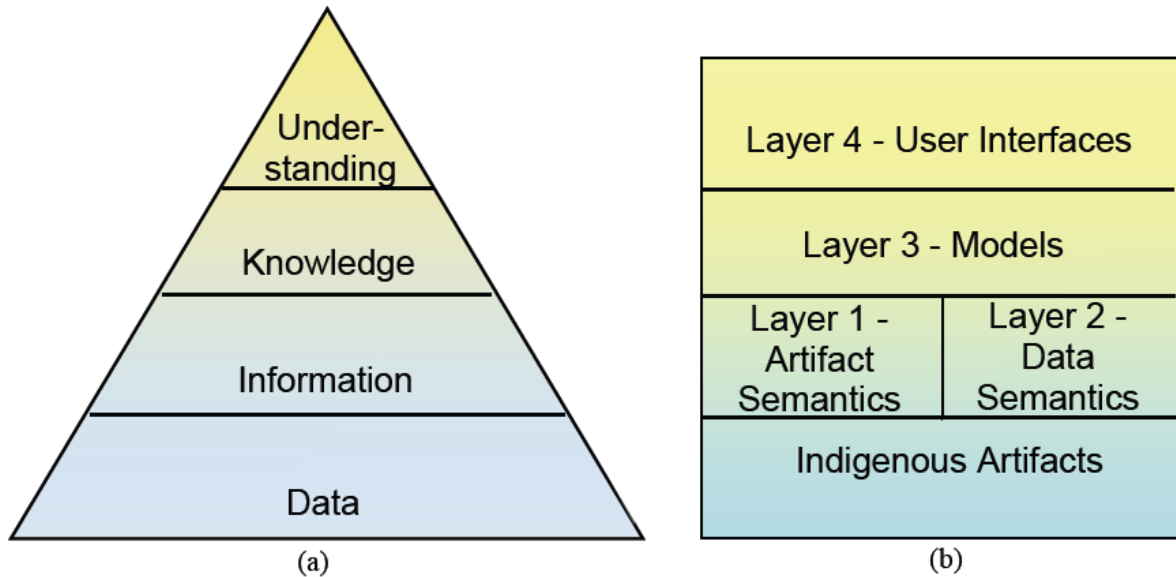 Under-
standing
Knowledge
Information
Data
(a)
Layer 4 - User Interfaces
Layer 3 - Models
Layer 1 -
Artifact
Semantics
Layer 2 -
Data
Semantics
Indigenous Artifacts
(b)